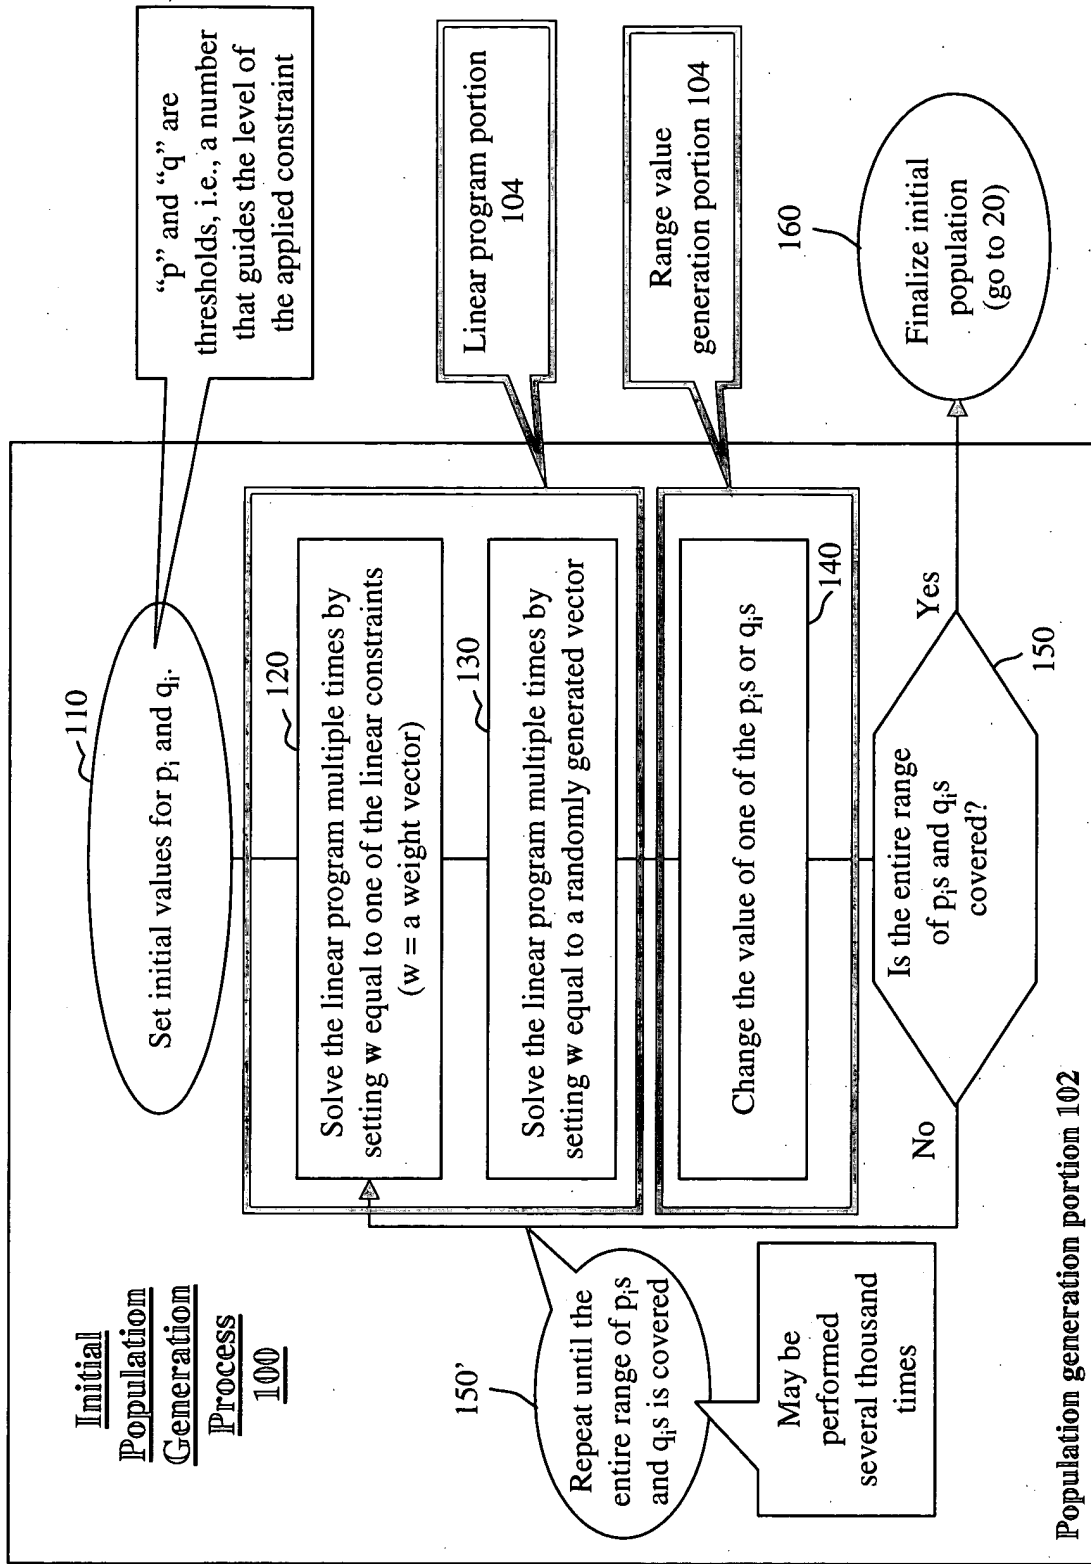 Initial
Population
Generation
Process
100
110
Set initial values for pi and qi.
"p" and "q" are
thresholds, i.e., a number
that guides the level of
the applied constraint
120
Solve the linear program multiple times by
setting w equal to one of the linear constraints
(w = a weight vector)
130
Solve the linear program multiple times by
setting w equal to a randomly generated vector
Linear program portion
104
Change the value of one of the pis or qis
140
Range value
generation portion 104
150'
Repeat until the
entire range of pis
and qis is covered
May be
performed
several thousand
times
No
Is the entire range
of pis and qis
covered?
Yes
150
160
Finalize initial
population
(go to 20)
Population generation portion 102